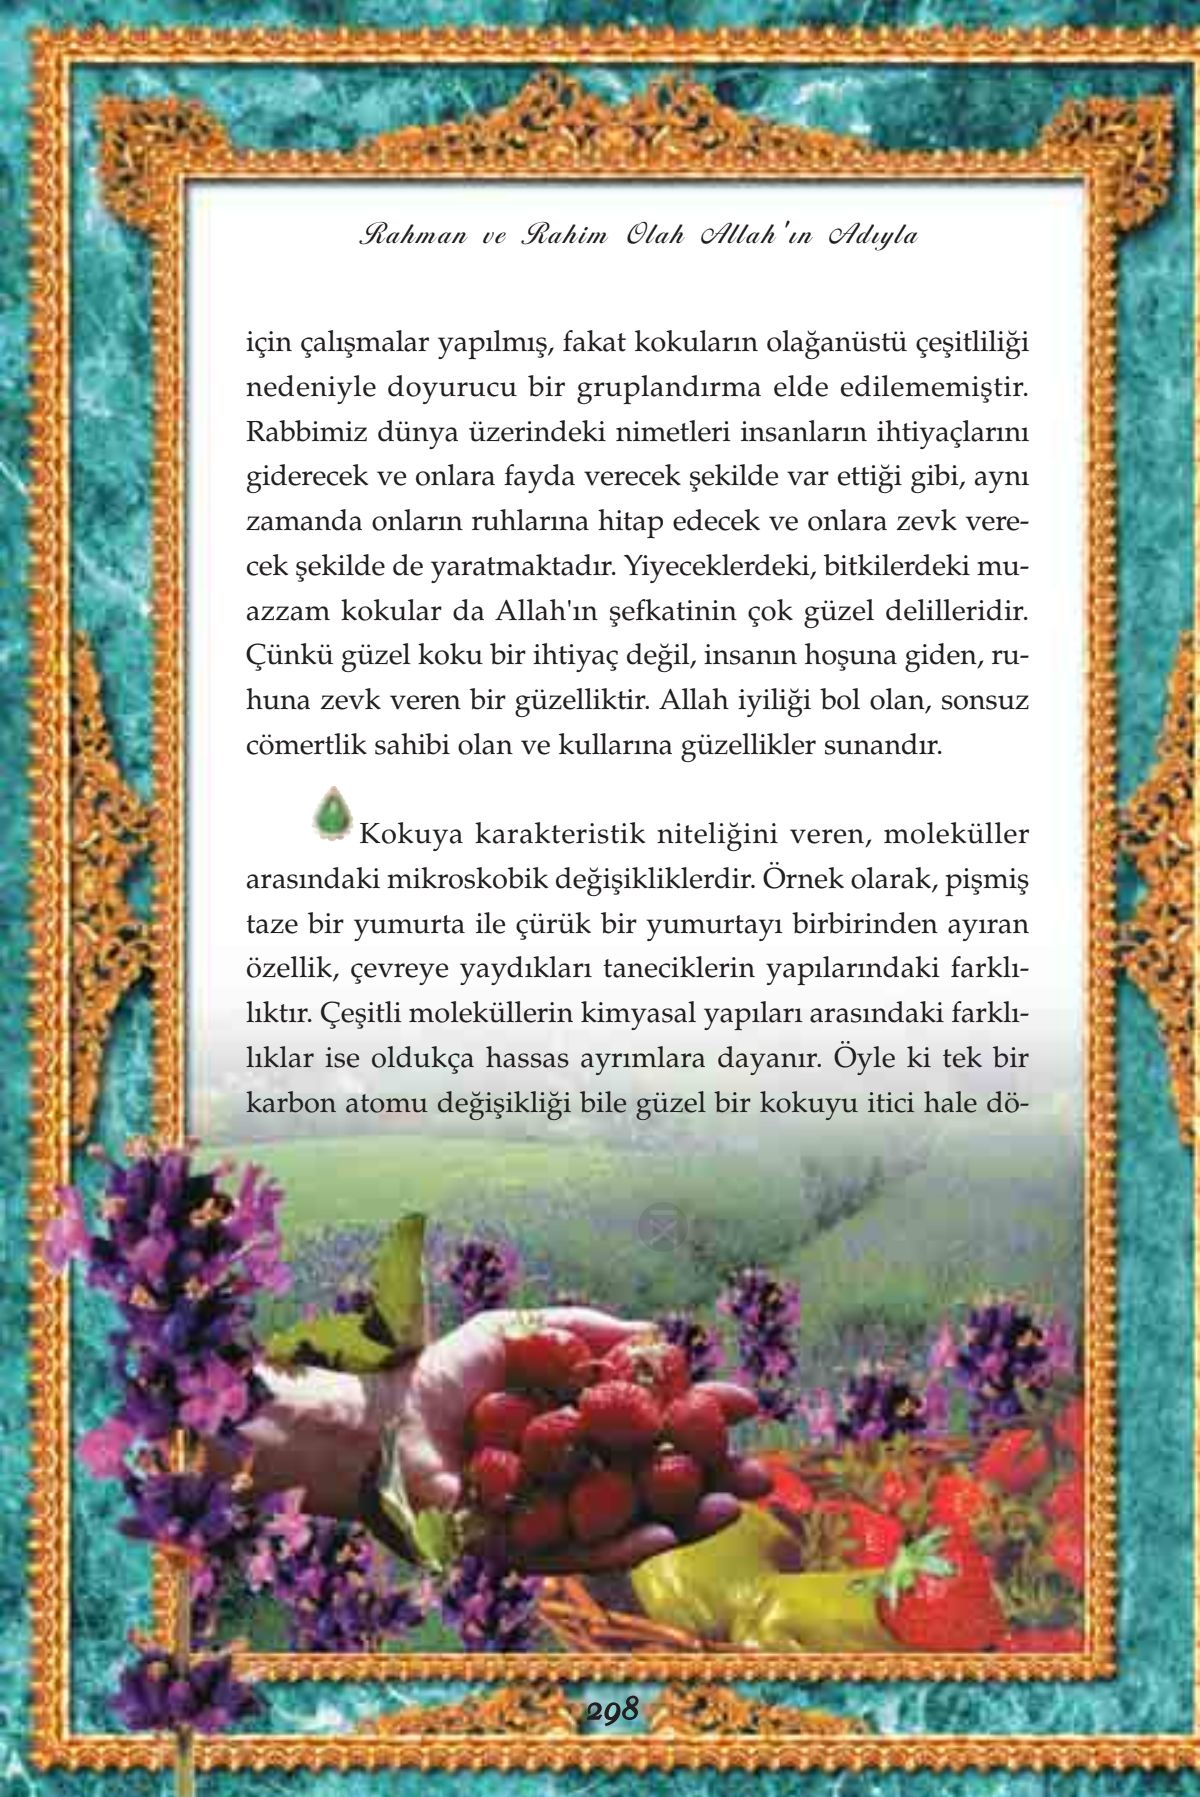 Rahman ve Rahim Olah Allah'ın Adıyla
için çalışmalar yapılmış, fakat kokuların olağanüstü çeşitliliği
nedeniyle doyurucu bir gruplandırma elde edilememiştir.
Rabbimiz dünya üzerindeki nimetleri insanların ihtiyaçlarını
giderecek ve onlara fayda verecek şekilde var ettiği gibi, aynı
zamanda onların ruhlarına hitap edecek ve onlara zevk vere-
cek şekilde de yaratmaktadır. Yiyeceklerdeki, bitkilerdeki mu-
azzam kokular da Allah'ın şefkatinin çok güzel delilleridir.
Çünkü güzel koku bir ihtiyaç değil, insanın hoşuna giden, ru-
huna zevk veren bir güzelliktir. Allah iyiliği bol olan, sonsuz
cömertlik sahibi olan ve kullarına güzellikler sunandır.
Kokuya karakteristik niteliğini veren, moleküller
arasındaki mikroskobik değişikliklerdir. Örnek olarak, pişmiş
taze bir yumurta ile çürük bir yumurtayı birbirinden ayıran
özellik, çevreye yaydıkları taneciklerin yapılarındaki farklı-
lıktır. Çeşitli moleküllerin kimyasal yapıları arasındaki farklı-
lıklar ise oldukça hassas ayrımlara dayanır. Öyle ki tek bir
karbon atomu değişikliği bile güzel bir kokuyu itici hale dö-
298